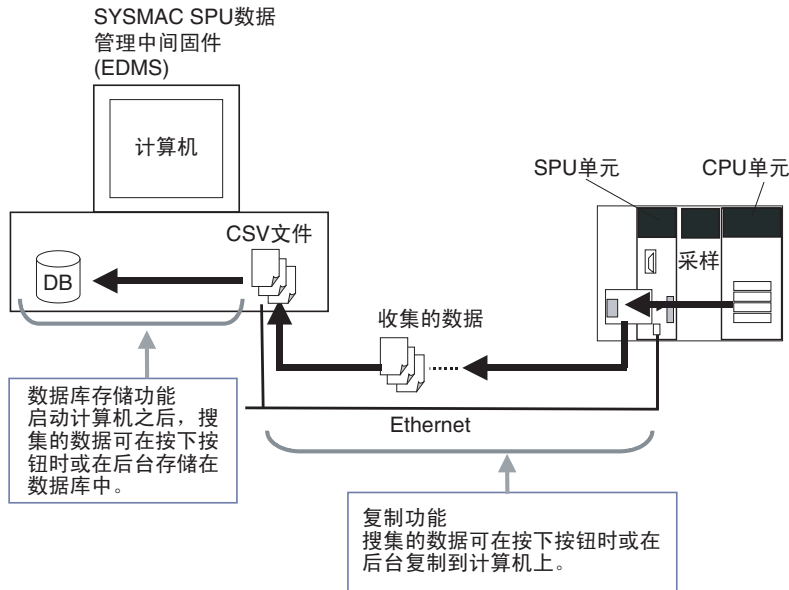 SYSMAC SPU数据
管理中间固件
(EDMS)
计算机
SPU单元
CPU单元
CSV文件
采样
DB
收集的数据
数据库存储功能
启动计算机之后，搜
集的数据可在按下按
钮时或在后台存储在
数据库中。
Ethernet
复制功能
搜集的数据可在按下按钮时或在
后台复制到计算机上。